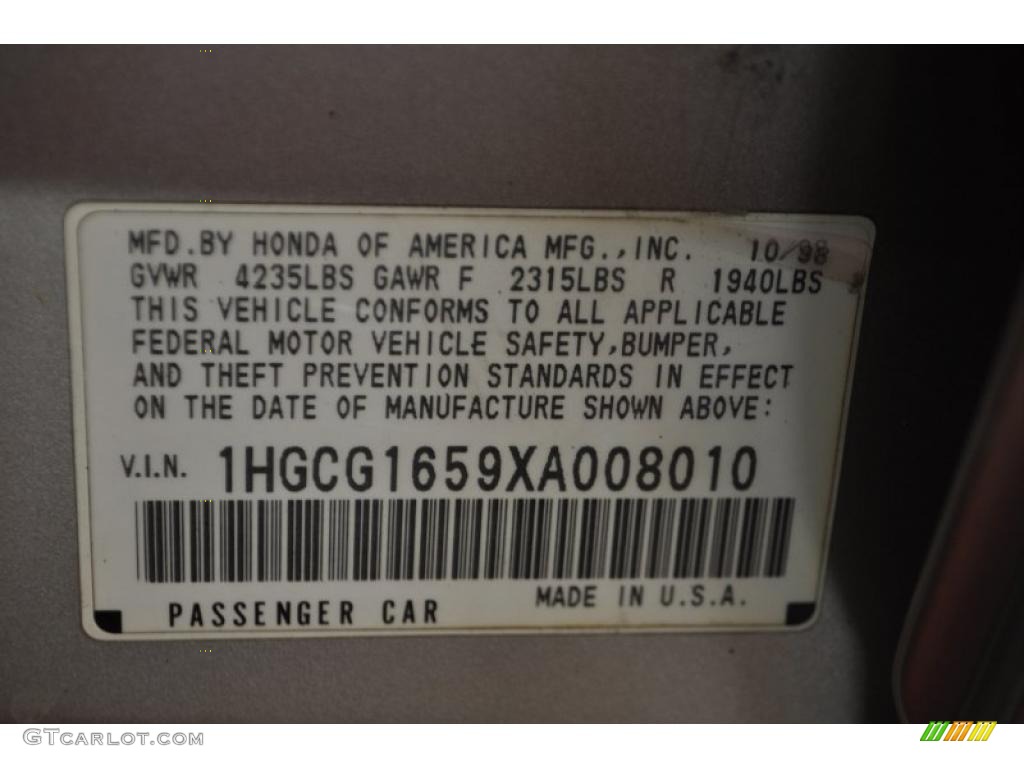 MFD.BY HONDA OF AMERICA MFG.,INC. 10/98
GVWR 4235LBS GAWR F 2315LBS R 1940LBS
THIS VEHICLE CONFORMS TO ALL APPLICABLE
FEDERAL MOTOR VEHICLE SAFETY,BUMPER,
AND THEFT PREVENTION STANDARDS IN EFFECT
ON THE DATE OF MANUFACTURE SHOWN ABOVE:
V.I.N. 1HGCG1659XA008010
PASSENGER CAR MADE IN U.S.A.
GTCARLOT.COM